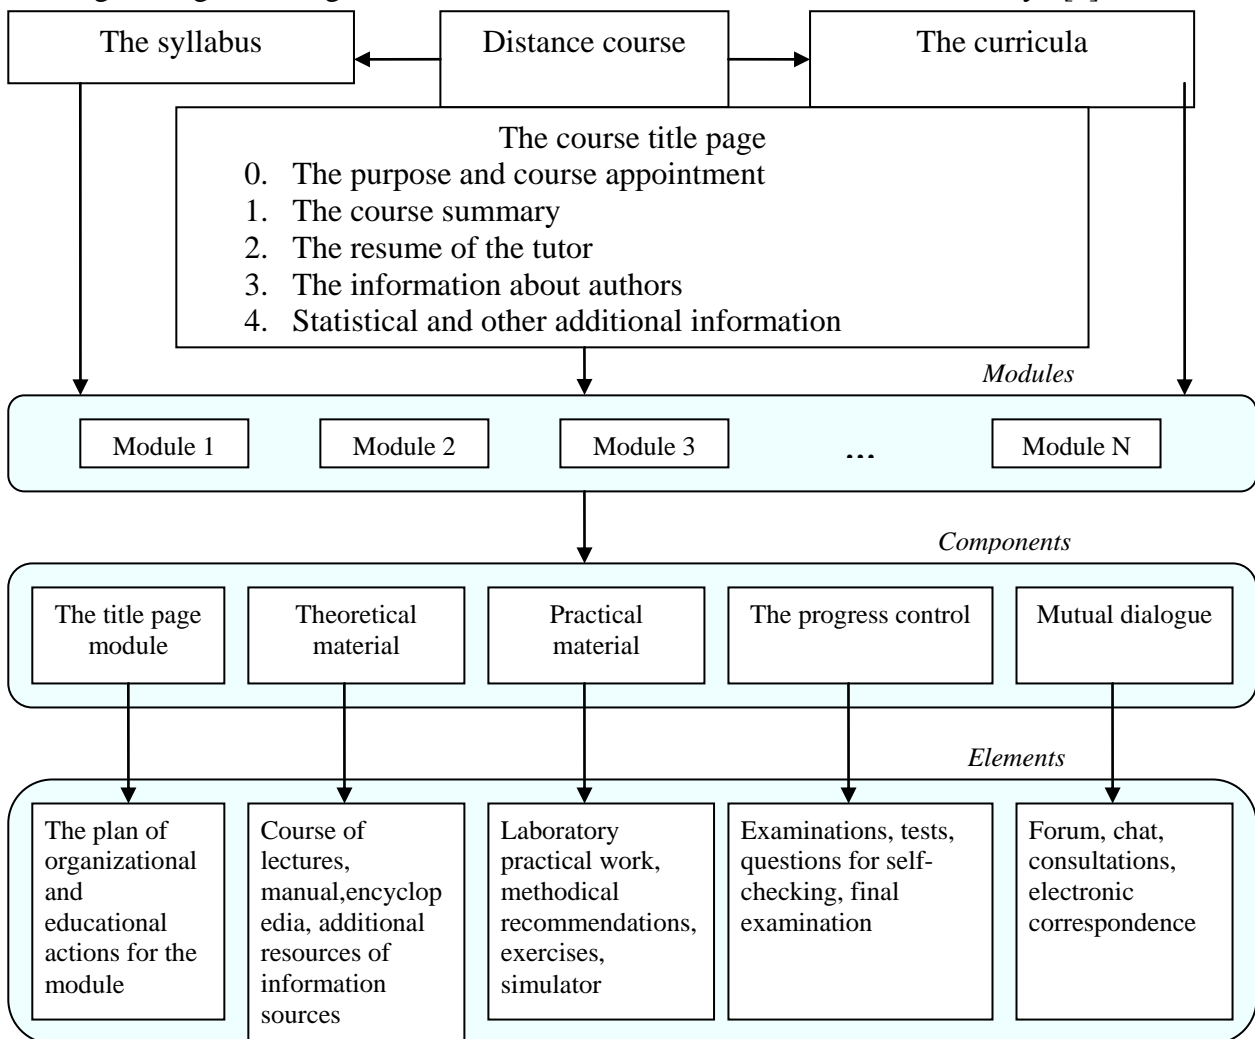 The syllabus
Distance course
The curricula
The course title page
0. The purpose and course appointment
1. The course summary
2. The resume of the tutor
3. The information about authors
4. Statistical and other additional information
Modules
Module 1
Module 2
Module 3
...
Module N
Components
The title page
module
Theoretical
material
Practical
material
The progress control
Mutual dialogue
Elements
The plan of
organizational
and
educational
actions for the
module
Course of
lectures,
manual,encyclop
edia, additional
resources of
information
sources
Laboratory
practical work,
methodical
recommendations,
exercises,
simulator
Examinations, tests,
questions for self-
checking, final
examination
Forum, chat,
consultations,
electronic
correspondence